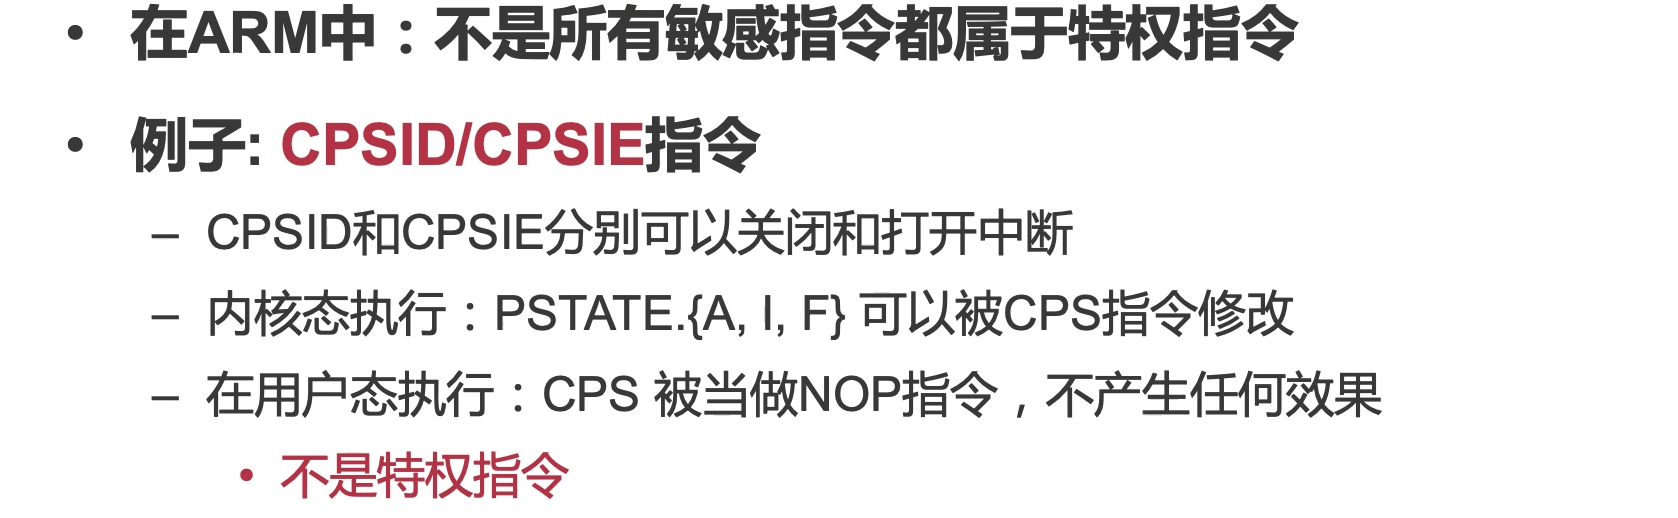 • 在ARM中：不是所有敏感指令都属于特权指令
• 例子: CPSID/CPSIE指令
– CPSID和CPSIE分别可以关闭和打开中断
– 内核态执行：PSTATE.{A, I, F} 可以被CPS指令修改
– 在用户态执行：CPS 被当做NOP指令，不产生任何效果
• 不是特权指令